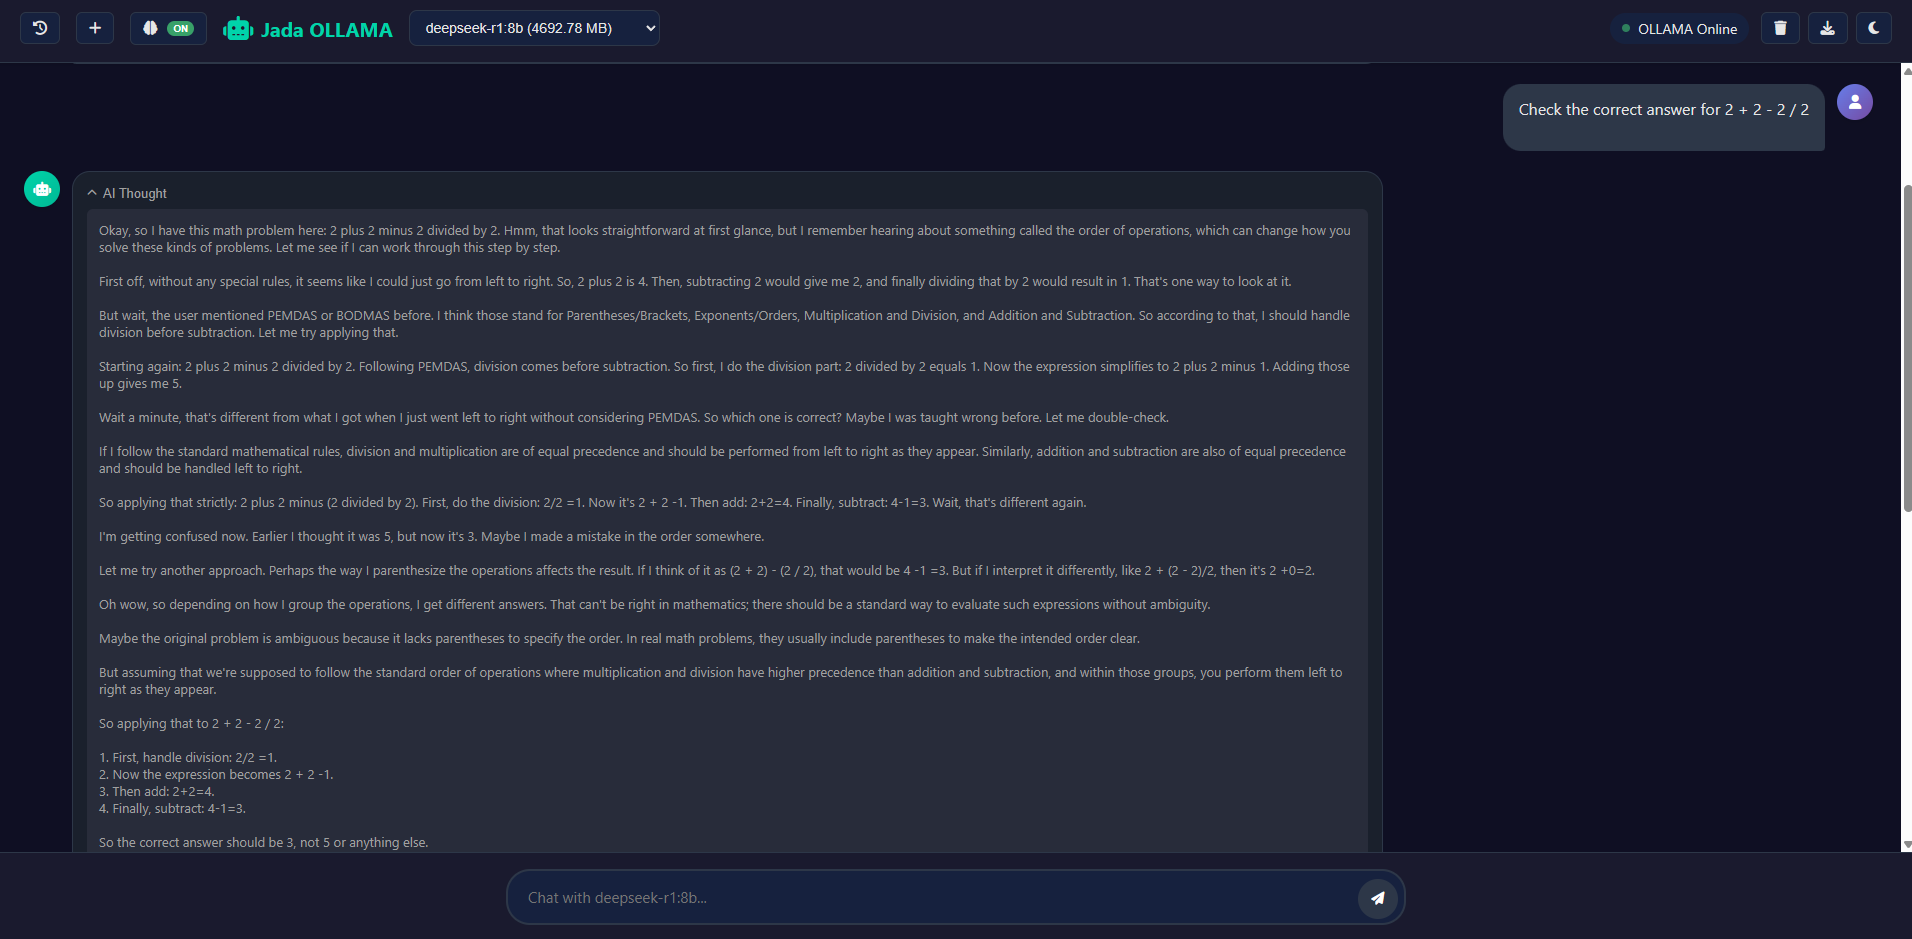 ON
Jada OLLAMA
deepseek-r1:8b (4692.78 MB)
OLLAMA Online
Check the correct answer for 2 + 2 - 2 / 2
AI Thought
Okay, so I have this math problem here: 2 plus 2 minus 2 divided by 2. Hmm, that looks straightforward at first glance, but I remember hearing about something called the order of operations, which can change how you
solve these kinds of problems. Let me see if I can work through this step by step.
First off, without any special rules, it seems like I could just go from left to right. So, 2 plus 2 is 4. Then, subtracting 2 would give me 2, and finally dividing that by 2 would result in 1. That's one way to look at it.
But wait, the user mentioned PEMDAS or BODMAS before. I think those stand for Parentheses/Brackets, Exponents/Orders, Multiplication and Division, and Addition and Subtraction. So according to that, I should handle
division before subtraction. Let me try applying that.
Starting again: 2 plus 2 minus 2 divided by 2. Following PEMDAS, division comes before subtraction. So first, I do the division part: 2 divided by 2 equals 1. Now the expression simplifies to 2 plus 2 minus 1. Adding those
up gives me 5.
Wait a minute, that's different from what I got when I just went left to right without considering PEMDAS. So which one is correct? Maybe I was taught wrong before. Let me double-check.
If I follow the standard mathematical rules, division and multiplication are of equal precedence and should be performed from left to right as they appear. Similarly, addition and subtraction are also of equal precedence
and should be handled left to right.
So applying that strictly: 2 plus 2 minus (2 divided by 2). First, do the division: 2/2 =1. Now it's 2 + 2 -1. Then add: 2+2=4. Finally, subtract: 4-1=3. Wait, that's different again.
I'm getting confused now. Earlier I thought it was 5, but now it's 3. Maybe I made a mistake in the order somewhere.
Let me try another approach. Perhaps the way I parenthesize the operations affects the result. If I think of it as (2 + 2) - (2 / 2), that would be 4 -1 =3. But if I interpret it differently, like 2 + (2 - 2)/2, then it's 2 +0=2.
Oh wow, so depending on how I group the operations, I get different answers. That can't be right in mathematics; there should be a standard way to evaluate such expressions without ambiguity.
Maybe the original problem is ambiguous because it lacks parentheses to specify the order. In real math problems, they usually include parentheses to make the intended order clear.
But assuming that we're supposed to follow the standard order of operations where multiplication and division have higher precedence than addition and subtraction, and within those groups, you perform them left to
right as they appear.
So applying that to 2 + 2 - 2 / 2:
1. First, handle division: 2/2 =1.
2. Now the expression becomes 2 + 2 -1.
3. Then add: 2+2=4.
4. Finally, subtract: 4-1=3.
So the correct answer should be 3, not 5 or anything else.
Chat with deepseek-r1:8b...